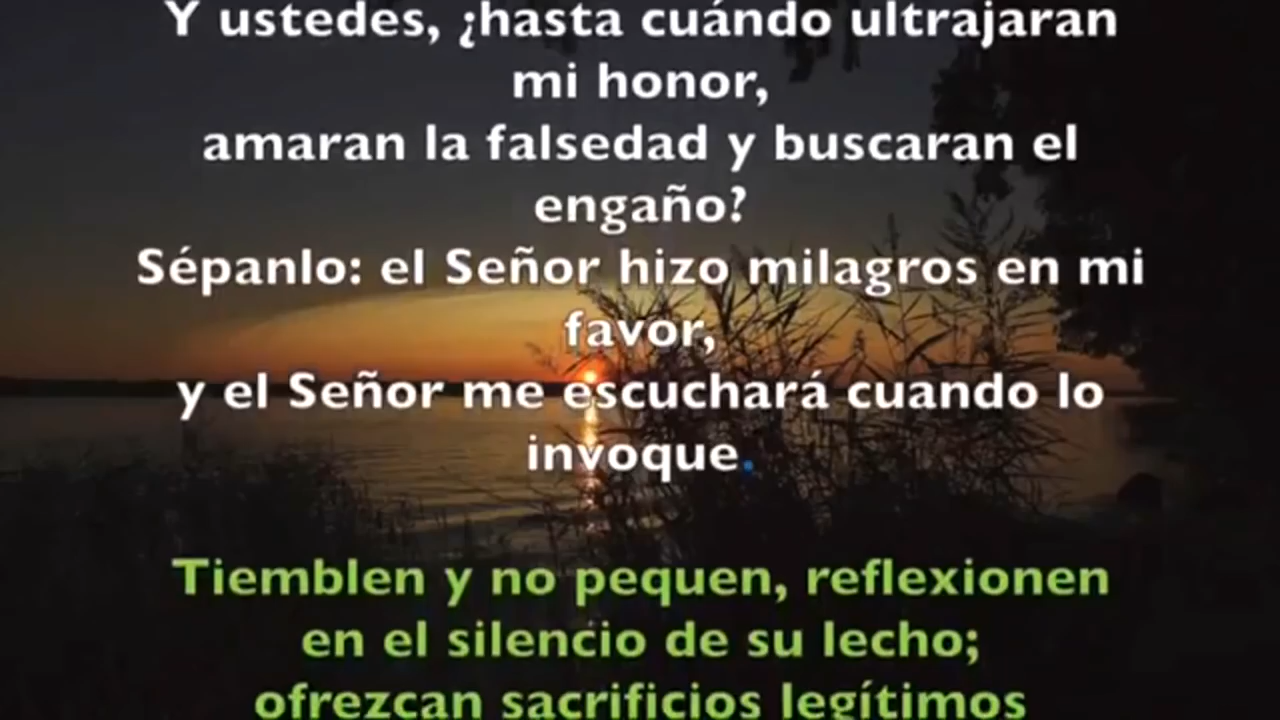 Y ustedes, ¿hasta cuándo ultrajaran
mi honor,
amaran la falsedad y buscaran el
engaño?
Sépanlo: el Señor hizo milagros en mi
favor,
y el Señor me escuchará cuando lo
invoque.
Tiemblen y no pequen, reflexionen
en el silencio de su lecho;
ofrezcan sacrificios legítimos